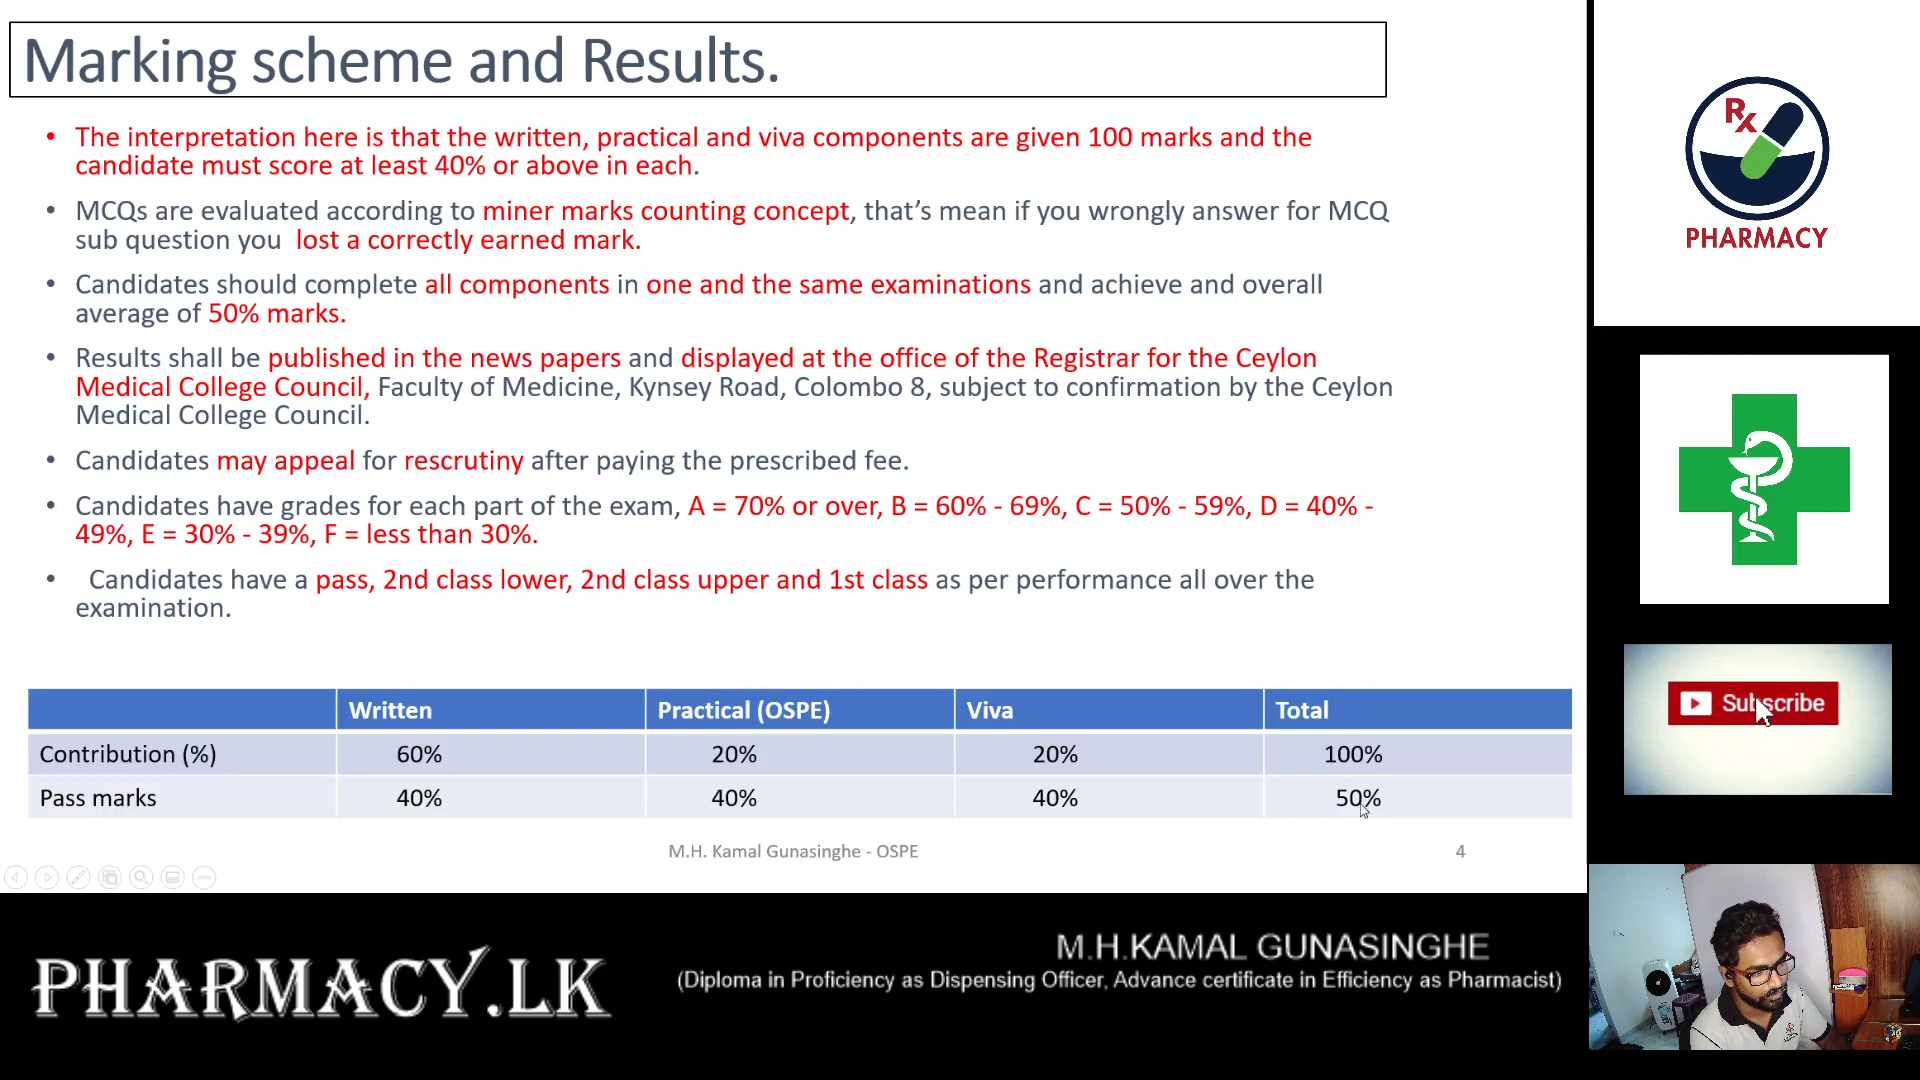 Marking scheme and Results.
• The interpretation here is that the written, practical and viva components are given 100 marks and the
candidate must score at least 40% or above in each.
• MCQs are evaluated according to miner marks counting concept, that’s mean if you wrongly answer for MCQ
sub question you lost a correctly earned mark.
• Candidates should complete all components in one and the same examinations and achieve and overall
average of 50% marks.
• Results shall be published in the news papers and displayed at the office of the Registrar for the Ceylon
Medical College Council, Faculty of Medicine, Kynsey Road, Colombo 8, subject to confirmation by the Ceylon
Medical College Council.
• Candidates may appeal for rescrutiny after paying the prescribed fee.
• Candidates have grades for each part of the exam, A = 70% or over, B = 60% - 69%, C = 50% - 59%, D = 40% -
49%, E = 30% - 39%, F = less than 30%.
• Candidates have a pass, 2nd class lower, 2nd class upper and 1st class as per performance all over the
examination.
Written Practical (OSPE) Viva Total
Contribution (%) 60% 20% 20% 100%
Pass marks 40% 40% 40% 50%
M.H. Kamal Gunasinghe - OSPE 4
Rx
PHARMACY
Subscribe
PHARMACY.LK
M.H.KAMAL GUNASINGHE
(Diploma in Proficiency as Dispensing Officer, Advance certificate in Efficiency as Pharmacist)